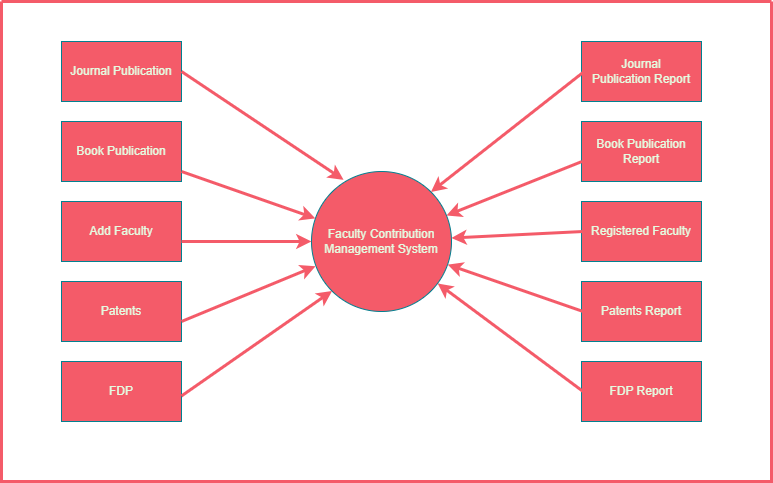 Journal Publication
Book Publication
Add Faculty
Patents
FDP
Faculty Contribution
Management System
Journal
Publication Report
Book Publication
Report
Registered Faculty
Patents Report
FDP Report